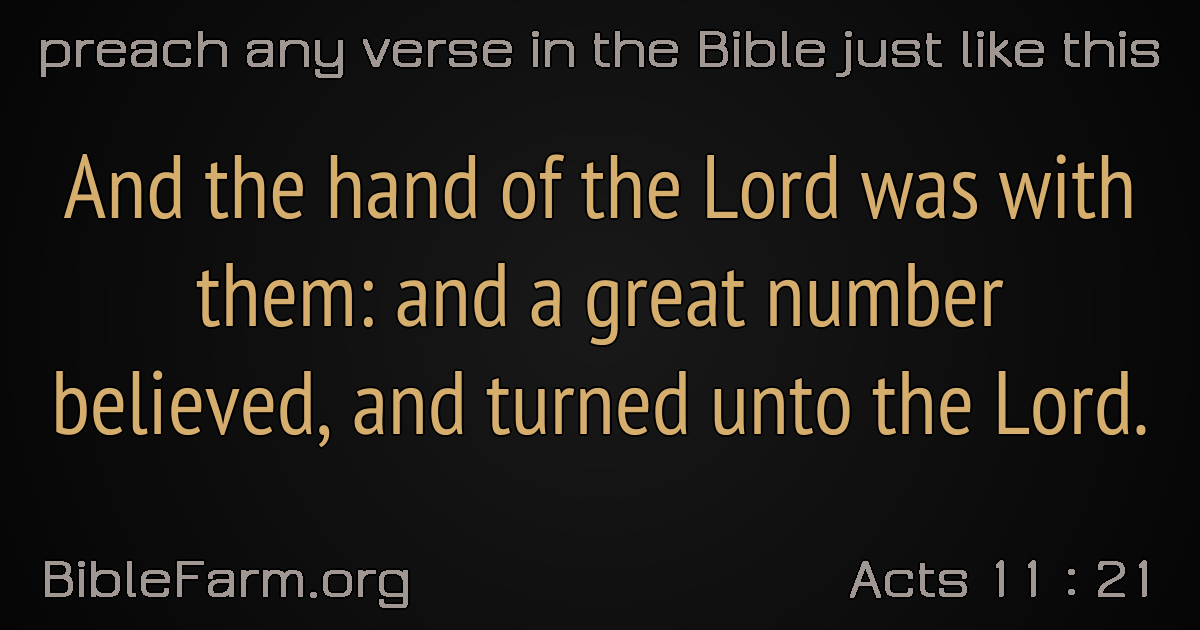 preach any verse in the Bible just like this
And the hand of the Lord was with
them: and a great number
believed, and turned unto the Lord.
BibleFarm.org
Acts 11 : 21